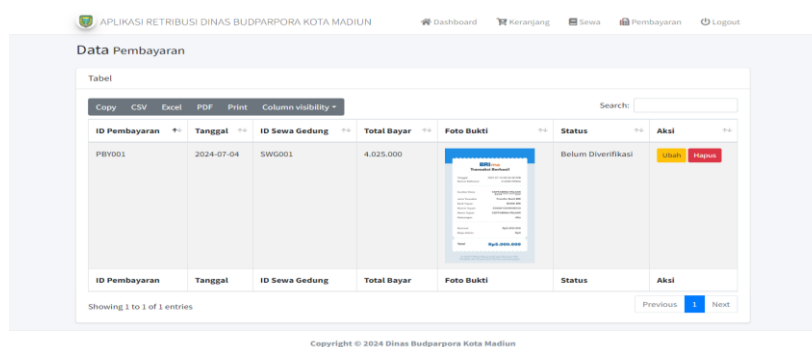 APLIKASI RETRIBUSI DINAS BUDPARPORA KOTA MADIUN Dashboard Keranjang Sewa Pembayaran Logout
Data Pembayaran
Tabel
Copy CSV Excel PDF Print Column visibility Search:
ID Pembayaran Tanggal ID Sewa Gedung Total Bayar Foto Bukti Status Aksi
PBY001 2024-07-04 SWG001 4.025.000 Belum Diverifikasi Ubah Hapus
Transaksi Berhasil
Total
ID Pembayaran Tanggal ID Sewa Gedung Total Bayar Foto Bukti Status Aksi
Showing 1 to 1 of 1 entries Previous 1 Next
Copyright © 2024 Dinas Budparpora Kota Madiun